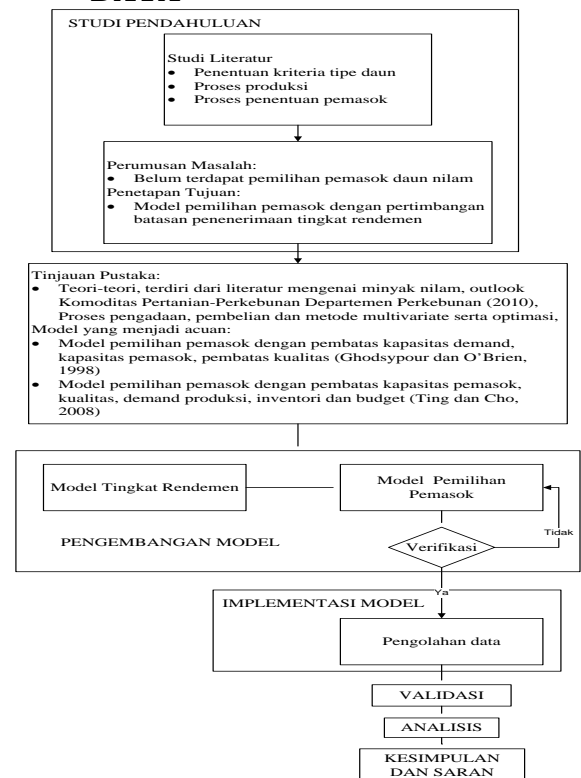 STUDI PENDAHULUAN
Studi Literatur
• Penentuan kriteria tipe daun
• Proses produksi
• Proses penentuan pemasok
Perumusan Masalah:
• Belum terdapat pemilihan pemasok daun nilam
Penetapan Tujuan:
• Model pemilihan pemasok dengan pertimbangan
batasan penenerimaan tingkat rendemen
Tinjauan Pustaka:
• Teori-teori, terdiri dari literatur mengenai minyak nilam, outlook
Komoditas Pertanian-Perkebunan Departemen Perkebunan (2010),
Proses pengadaan, pembelian dan metode multivariate serta optimasi,
Model yang menjadi acuan:
• Model pemilihan pemasok dengan pembatas kapasitas demand,
kapasitas pemasok, pembatas kualitas (Ghodsypour dan O'Brien,
1998)
• Model pemilihan pemasok dengan pembatas kapasitas pemasok,
kualitas, demand produksi, inventori dan budget (Ting dan Cho,
2008)
Model Tingkat Rendemen
Model Pemilihan
Pemasok
Tidak
Verifikasi
PENGEMBANGAN MODEL
Ya
IMPLEMENTASI MODEL
Pengolahan data
VALIDASI
ANALISIS
KESIMPULAN
DAN SARAN